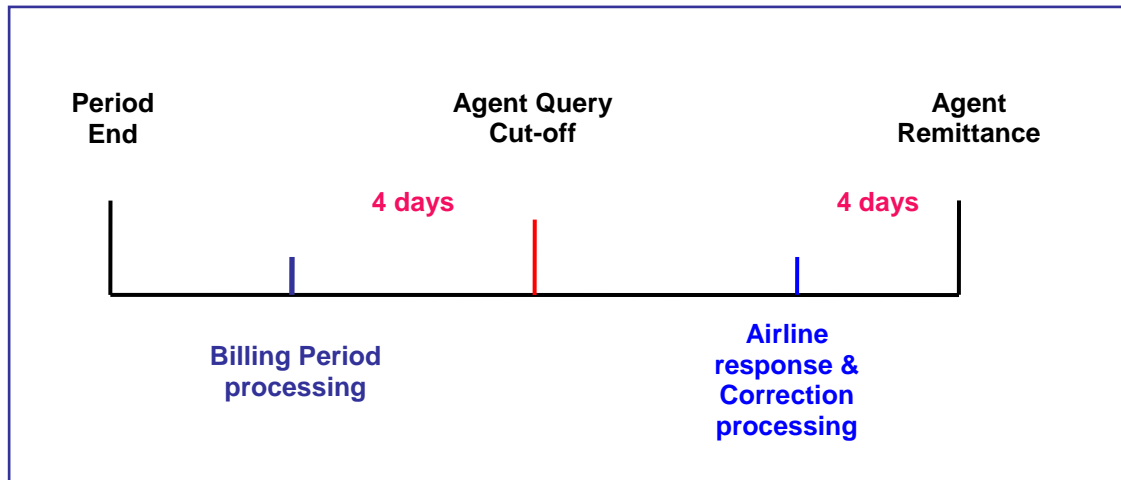 Period
End
Agent Query
Cut-off
Agent
Remittance
4 days
4 days
Billing Period
processing
Airline
response &
Correction
processing